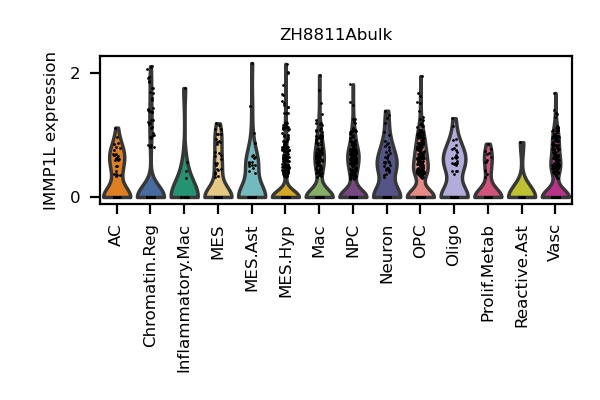 ZH8811Abulk
IMMP1L expression
2
0
AC
Chromatin.Reg
Inflammatory.Mac
MES
MES.Ast
MES.Hyp
Mac
NPC
Neuron
OPC
Oligo
Prolif.Metab
Reactive.Ast
Vasc